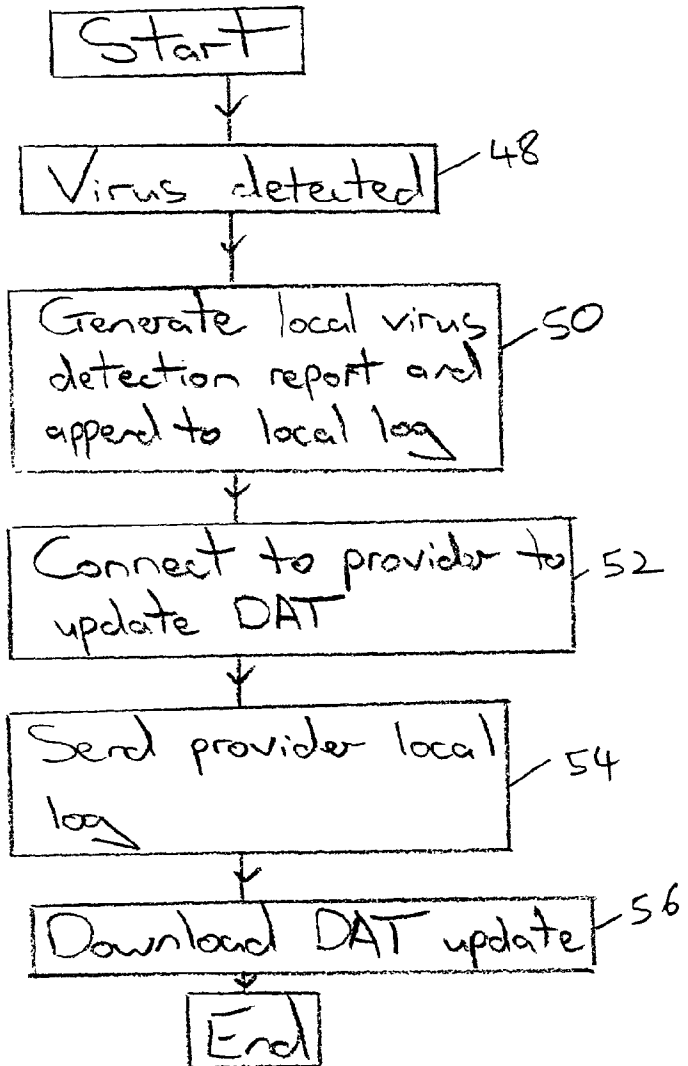 Start
Virus detected
48
Generate local virus
detection report and
append to local log
50
Connect to provider to
update DAT
52
Send provider local
log
54
Download DAT update
56
End